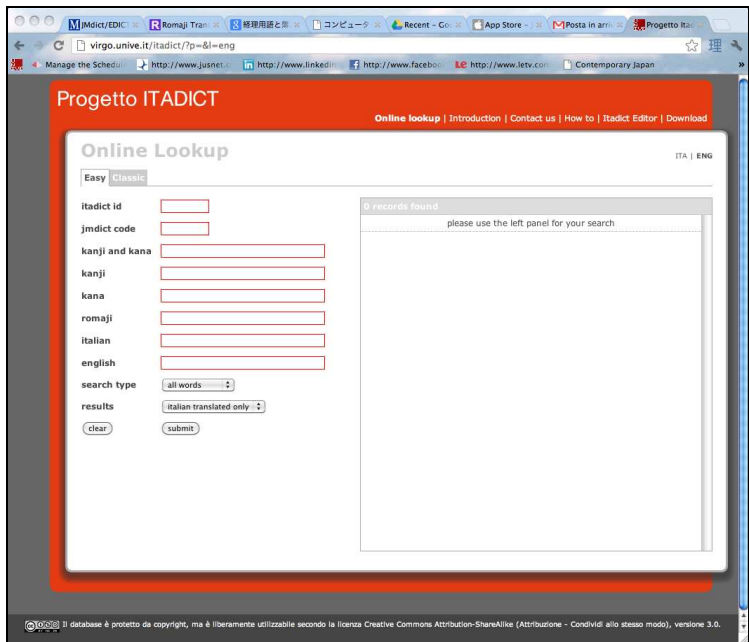 JMdict/EDICT
Romaji Trans
経理用語と簿
コンピュータ
Recent – Goo
App Store –
Posta in arriv
Progetto Itad
virgo.unive.it/itadict/?p=&l=eng
理
Manage the Schedul
http://www.jusnet.c
http://www.linkedin
http://www.faceboo
http://www.letv.com
Contemporary Japan
»
Progetto ITADICT
Online lookup | Introduction | Contact us | How to | Itadict Editor | Download
Online Lookup
ITA | ENG
Easy Classic
itadict id
0 records found
please use the left panel for your search
jmdict code
kanji and kana
kanji
kana
romaji
italian
english
search type all words
results italian translated only
clear submit
Il database è protetto da copyright, ma è liberamente utilizzabile secondo la licenza Creative Commons Attribution-ShareAlike (Attribuzione - Condividi allo stesso modo), versione 3.0.